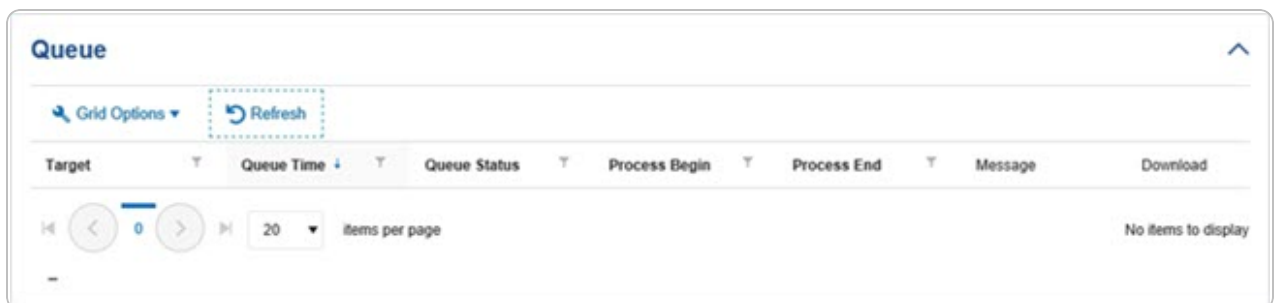 Queue
Grid Options Refresh
Target Queue Time Queue Status Process Begin Process End Message Download
0 20 items per page No items to display
--